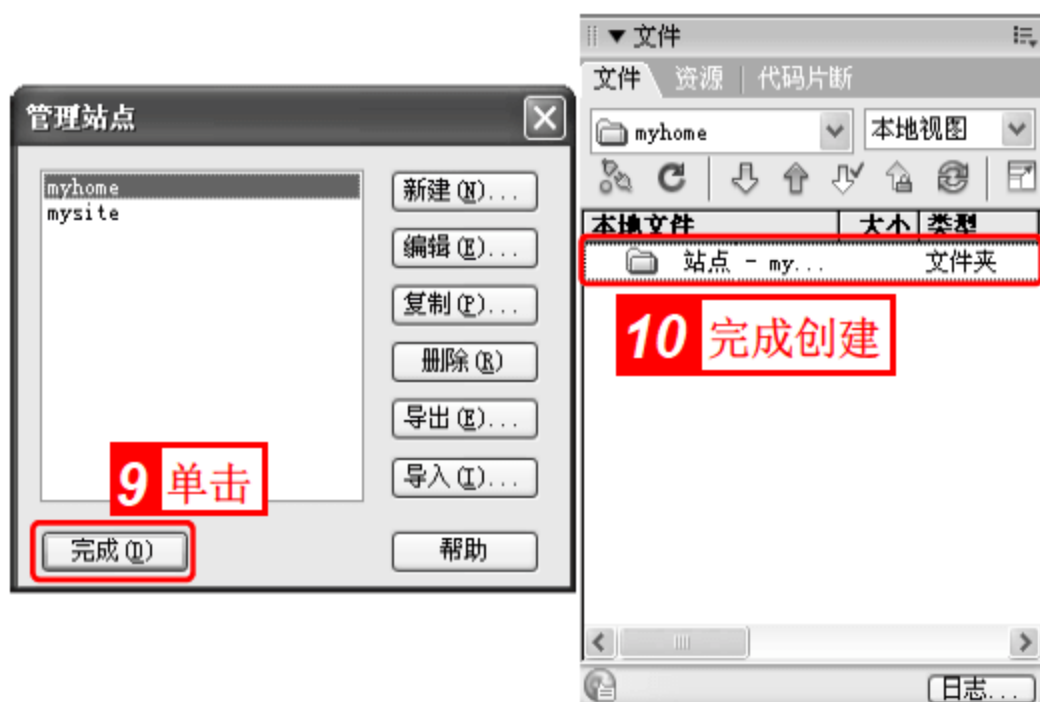 管理站点
myhome
mysite
新建(N)...
编辑(E)...
复制(P)...
删除(R)
导出(E)...
导入(I)...
9 单击
完成(D)
帮助
文件
文件 资源 代码片断
myhome 本地视图
本地文件 大小 类型
站点 - my... 文件夹
10 完成创建
日志...